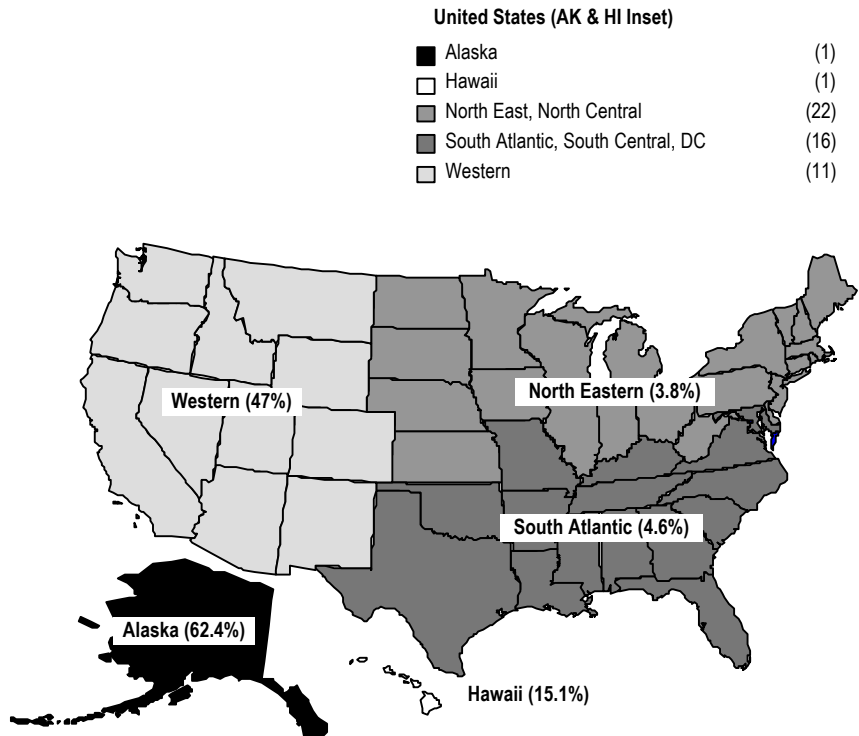 United States (AK & HI Inset)
Alaska (1)
Hawaii (1)
North East, North Central (22)
South Atlantic, South Central, DC (16)
Western (11)
North Eastern (3.8%)
Western (47%)
South Atlantic (4.6%)
Alaska (62.4%)
Hawaii (15.1%)